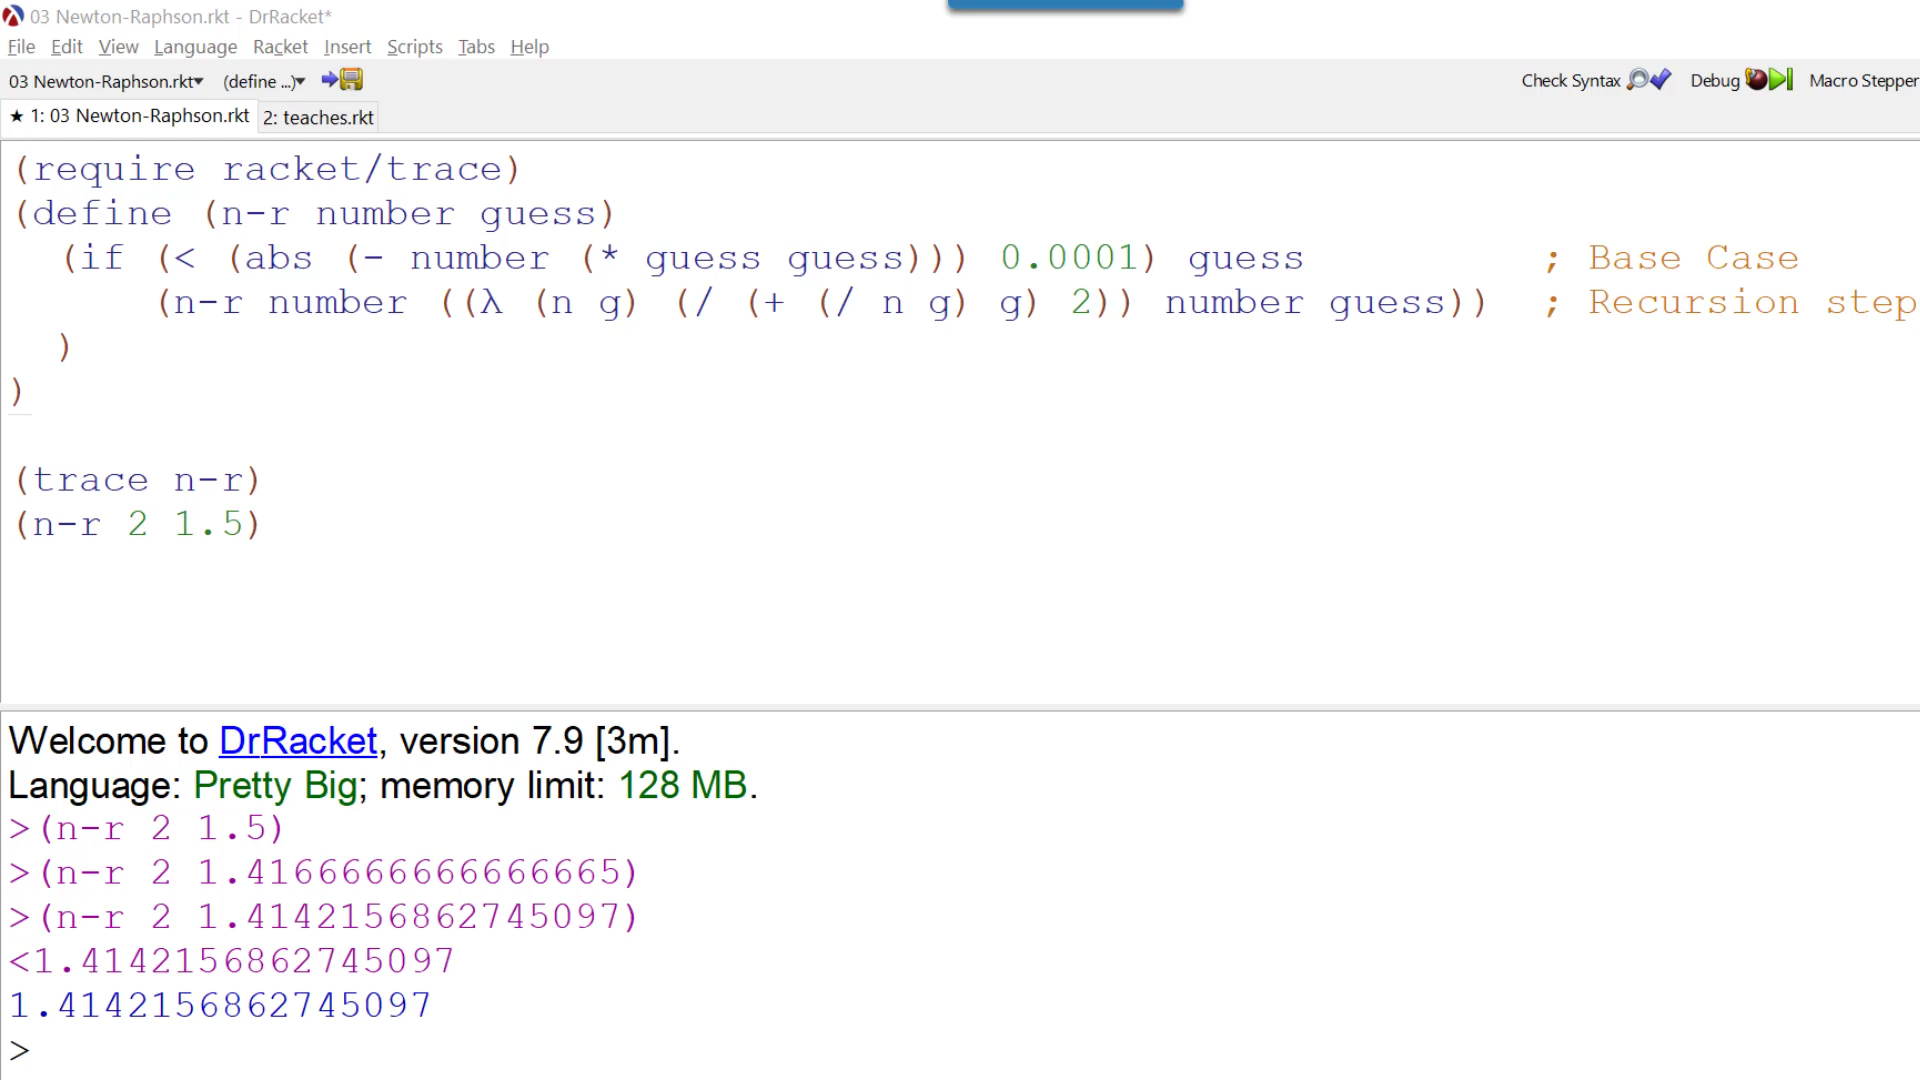 03 Newton-Raphson.rkt - DrRacket*
File Edit View Language Racket Insert Scripts Tabs Help
03 Newton-Raphson.rkt▾ (define ...)▾ Check Syntax Debug Macro Stepper
★ 1: 03 Newton-Raphson.rkt 2: teaches.rkt
(require racket/trace)
(define (n-r number guess)
  (if (< (abs (- number (* guess guess))) 0.0001) guess          ; Base Case
      (n-r number ((λ (n g) (/ (+ (/ n g) g) 2)) number guess))  ; Recursion step
  )
)
(trace n-r)
(n-r 2 1.5)
Welcome to DrRacket, version 7.9 [3m].
Language: Pretty Big; memory limit: 128 MB.
>(n-r 2 1.5)
>(n-r 2 1.4166666666666665)
>(n-r 2 1.4142156862745097)
<1.4142156862745097
1.4142156862745097
>